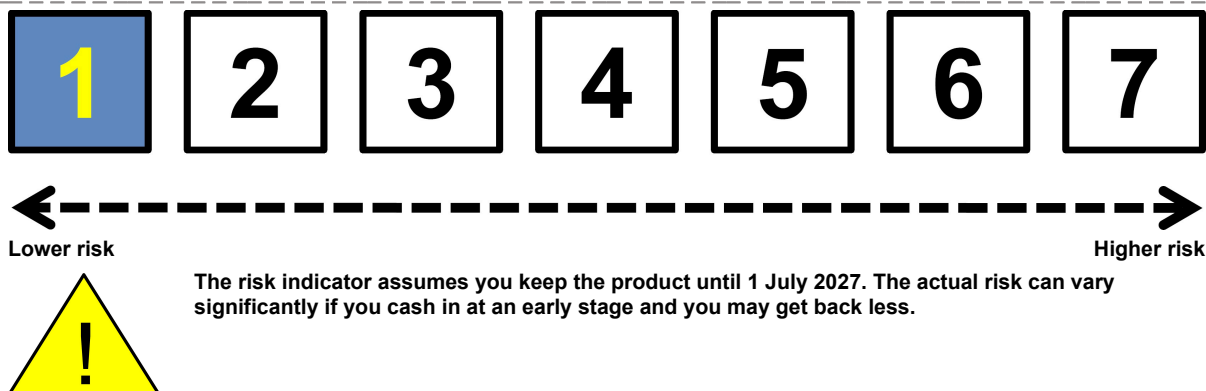 1 2 3 4 5 6 7
Lower risk Higher risk
The risk indicator assumes you keep the product until 1 July 2027. The actual risk can vary
significantly if you cash in at an early stage and you may get back less.
!